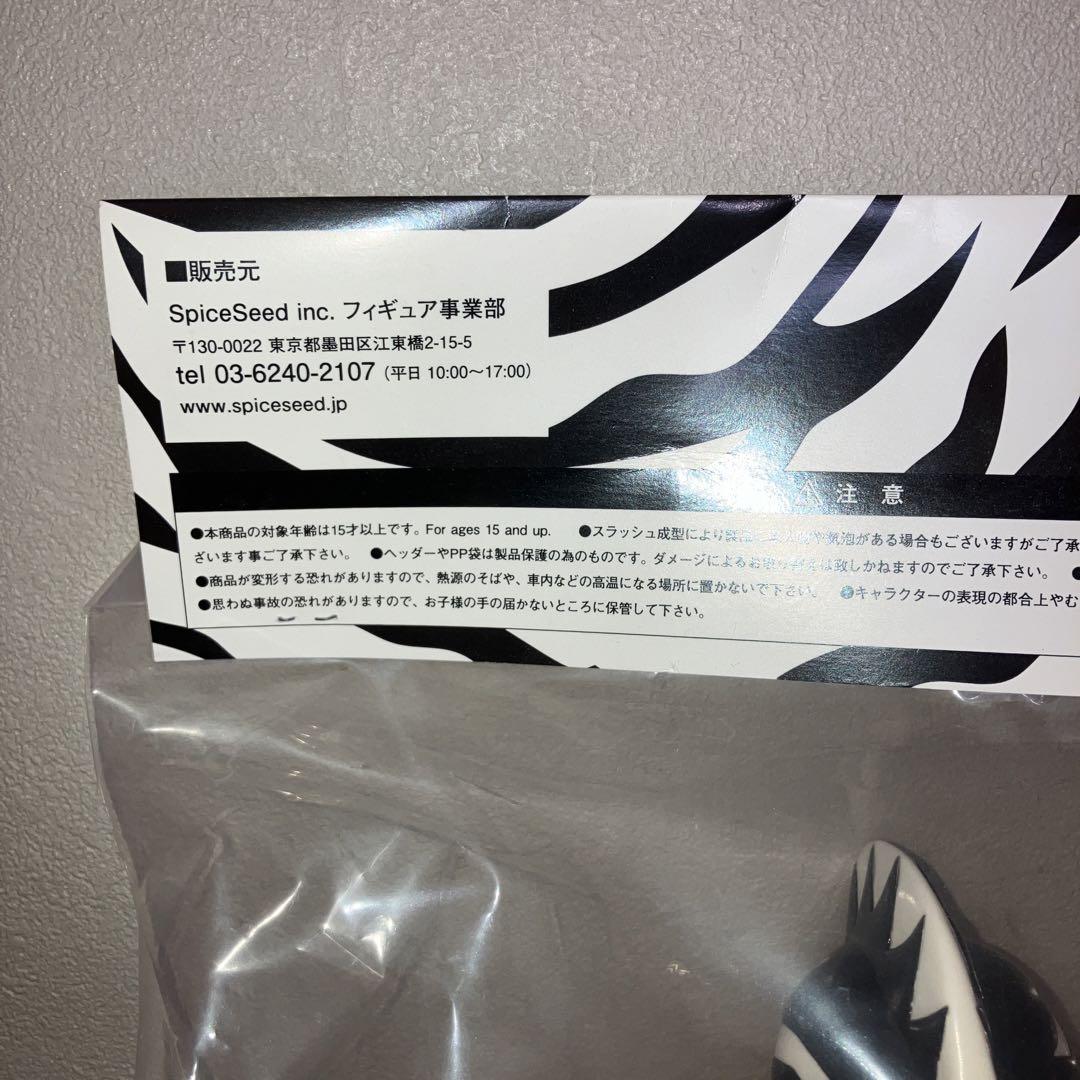 ■販売元
SpiceSeed inc. フィギュア事業部
〒130-0022 東京都墨田区江東橋2-15-5
tel 03-6240-2107（平日 10:00〜17:00）
www.spiceseed.jp
⚠ 注 意
●本商品の対象年齢は15才以上です。For ages 15 and up. ●スラッシュ成型により製品に 気泡がある場合もございますがご了承
ざいます事ご了承下さい。 ●ヘッダーやPP袋は製品保護の為のものです。ダメージによるお取り替えは致しかねますのでご了承下さい。 ●
●商品が変形する恐れがありますので、熱源のそばや、車内などの高温になる場所に置かないで下さい。 ●キャラクターの表現の都合上やむ
●思わぬ事故の恐れがありますので、お子様の手の届かないところに保管して下さい。